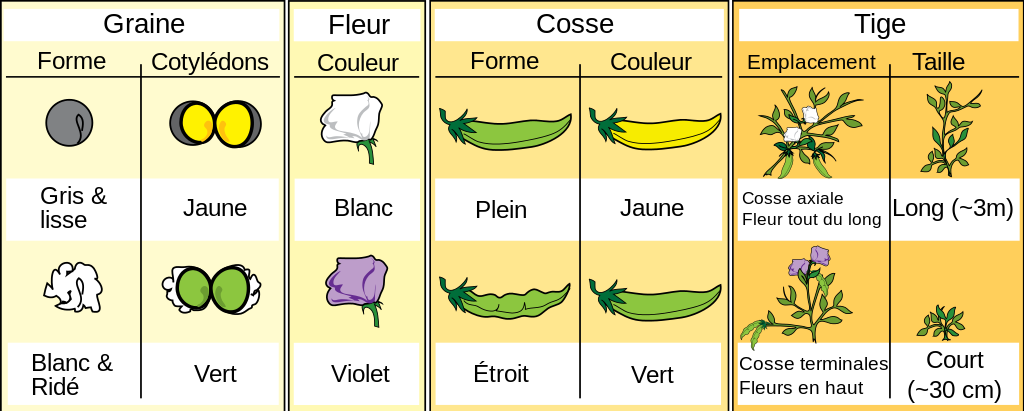 Graine
Fleur
Cosse
Tige
Forme
Cotylédons
Couleur
Forme
Couleur
Emplacement
Taille
Gris &
lisse
Jaune
Blanc
Plein
Jaune
Cosse axiale
Fleur tout du long
Long (~3m)
Blanc &
Ridé
Vert
Violet
Étroit
Vert
Cosse terminales
Fleurs en haut
Court
(~30 cm)